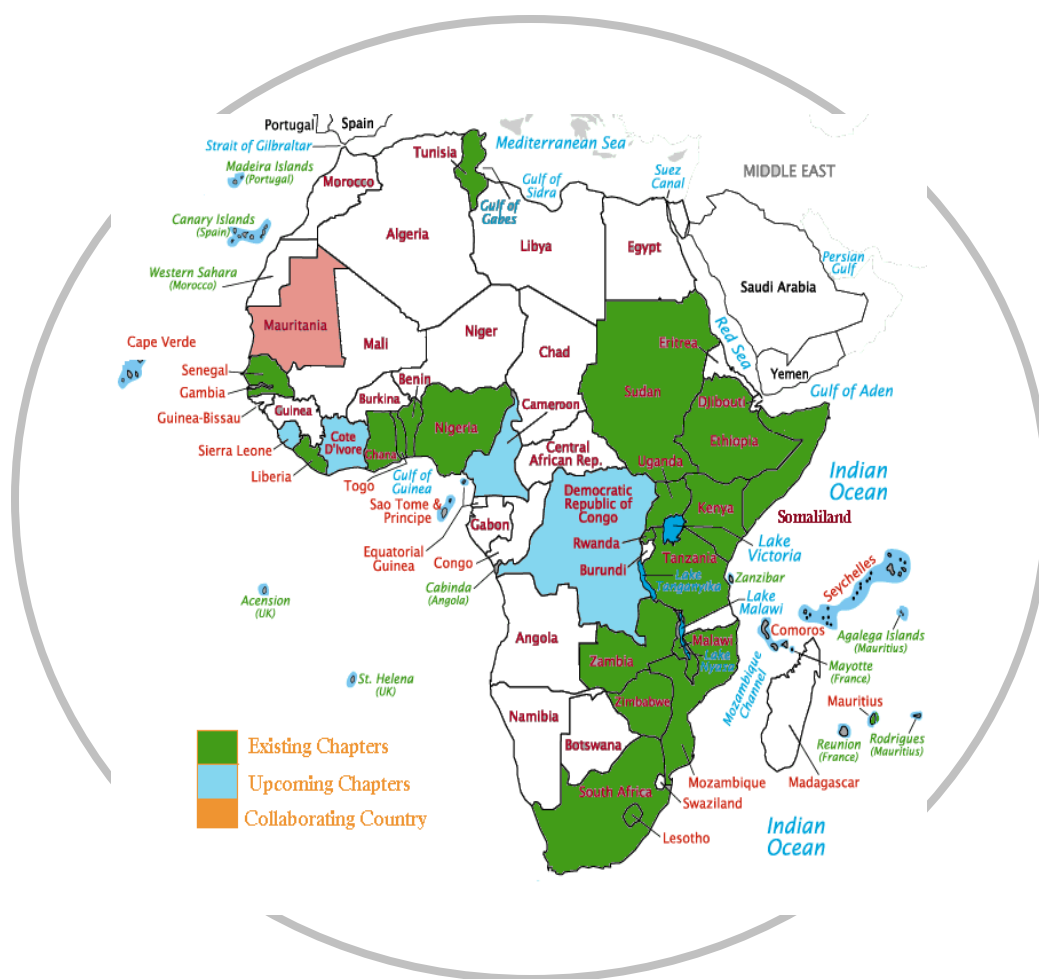 Portugal
Spain
Strait of Gilbraltar
Mediterranean Sea
Madeira Islands
(Portugal)
Tunisia
Morocco
Gulf of
Sidra
Suez
Canal
MIDDLE EAST
Gulf of
Gabes
Canary Islands
(Spain)
Algeria
Libya
Egypt
Persian
Gulf
Western Sahara
(Morocco)
Saudi Arabia
Mauritania
Red Sea
Cape Verde
Mali
Niger
Chad
Eritrea
Senegal
Gambia
Guinea-Bissau
Yemen
Gulf of Aden
Benin
Burkina
Sudan
Djibouti
Guinea
Cameroon
Nigeria
Cote
D'Ivore
Ghana
Ethiopia
Sierra Leone
Central
African Rep.
Uganda
Liberia
Togo
Gulf of
Guinea
Indian
Ocean
Democratic
Republic of
Congo
Sao Tome &
Principe
Kenya
Somaliland
Gabon
Rwanda
Lake
Victoria
Equatorial
Guinea
Congo
Tanzania
Burundi
Lake
Tanganyika
Zanzibar
Cabinda
(Angola)
Seychelles
Lake
Malawi
Acension
(UK)
Comoros
Agalega Islands
(Mauritius)
Angola
Malawi
Lake
Zambia
Mayotte
(France)
Mozambique
Channel
St. Helena
(UK)
Zimbabwe
Mauritius
Namibia
Reunion
(France)
Rodrigues
(Mauritius)
Botswana
Existing Chapters
Upcoming Chapters
Collaborating Country
Mozambique
Madagascar
South Africa
Swaziland
Lesotho
Indian
Ocean